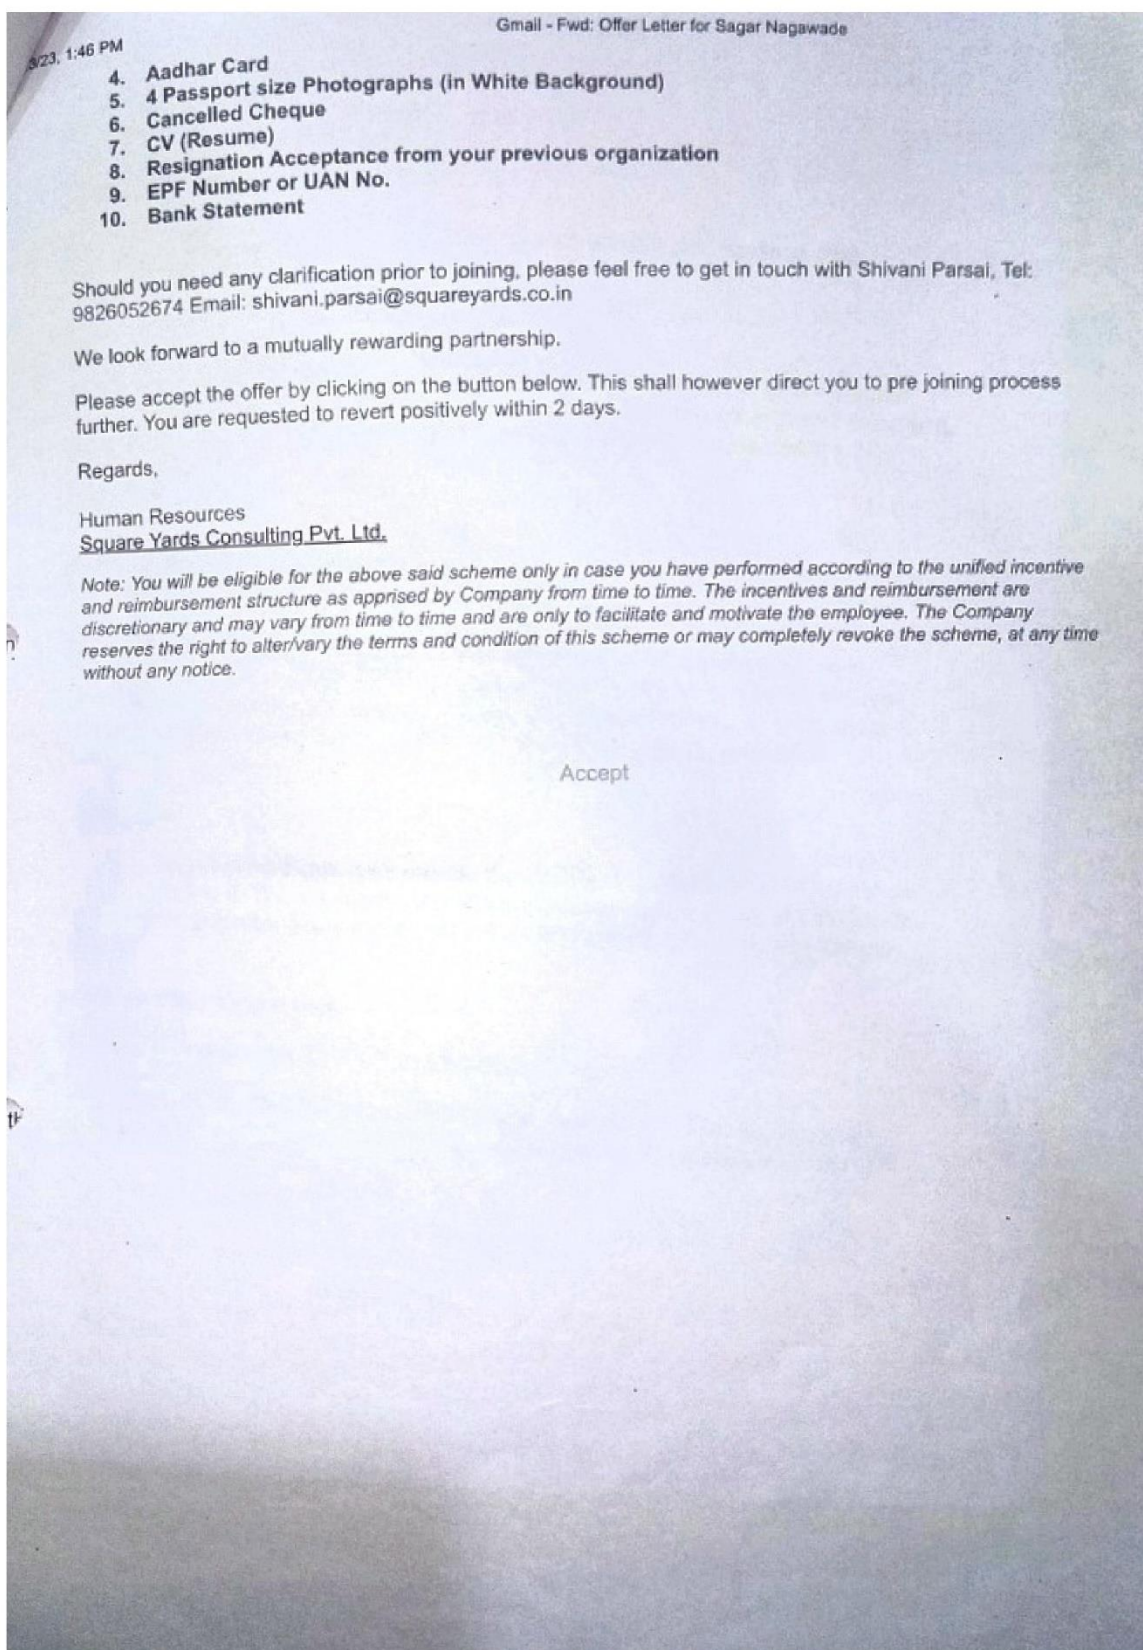 Gmail - Fwd: Offer Letter for Sagar Nagawade
3/23, 1:46 PM
4. Aadhar Card
5. 4 Passport size Photographs (in White Background)
6. Cancelled Cheque
7. CV (Resume)
8. Resignation Acceptance from your previous organization
9. EPF Number or UAN No.
10. Bank Statement
Should you need any clarification prior to joining, please feel free to get in touch with Shivani Parsai, Tel:
9826052674 Email: shivani.parsai@squareyards.co.in
We look forward to a mutually rewarding partnership.
Please accept the offer by clicking on the button below. This shall however direct you to pre joining process
further. You are requested to revert positively within 2 days.
Regards,
Human Resources
Square Yards Consulting Pvt. Ltd.
Note: You will be eligible for the above said scheme only in case you have performed according to the unified incentive
and reimbursement structure as apprised by Company from time to time. The incentives and reimbursement are
discretionary and may vary from time to time and are only to facilitate and motivate the employee. The Company
reserves the right to alter/vary the terms and condition of this scheme or may completely revoke the scheme, at any time
without any notice.
Accept